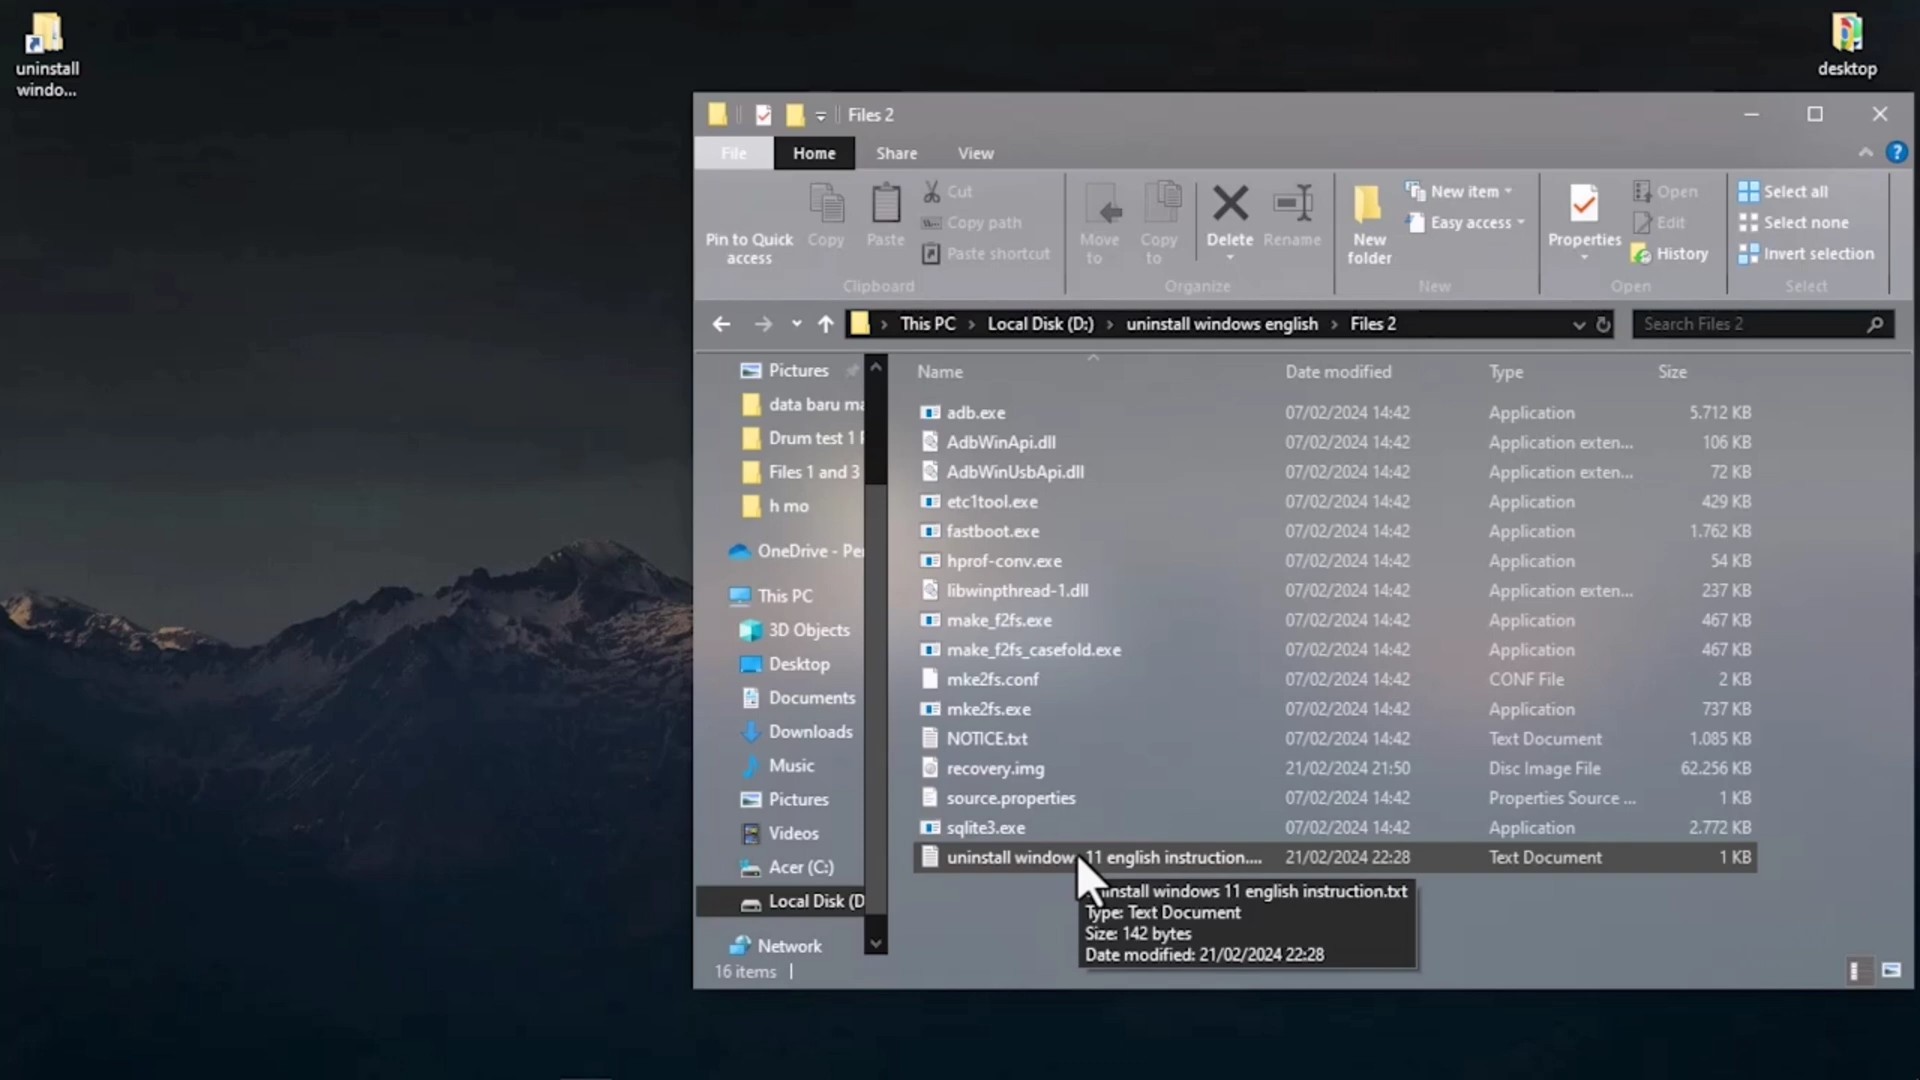 uninstall
windo...
desktop
Files 2
File
Home
Share
View
Pin to Quick
access
Copy
Paste
Cut
Copy path
Paste shortcut
Clipboard
Move
to
Copy
to
Delete
Rename
Organize
New
folder
New item
Easy access
New
Properties
Open
Edit
History
Open
Select all
Select none
Invert selection
Select
This PC
Local Disk (D:)
uninstall windows english
Files 2
Search Files 2
Pictures
data baru ma
Drum test 1
Files 1 and 3
h mo
OneDrive - Per
This PC
3D Objects
Desktop
Documents
Downloads
Music
Pictures
Videos
Acer (C:)
Local Disk (D
Network
Name Date modified Type Size
adb.exe 07/02/2024 14:42 Application 5.712 KB
AdbWinApi.dll 07/02/2024 14:42 Application exten... 106 KB
AdbWinUsbApi.dll 07/02/2024 14:42 Application exten... 72 KB
etc1tool.exe 07/02/2024 14:42 Application 429 KB
fastboot.exe 07/02/2024 14:42 Application 1.762 KB
hprof-conv.exe 07/02/2024 14:42 Application 54 KB
libwinpthread-1.dll 07/02/2024 14:42 Application exten... 237 KB
make_f2fs.exe 07/02/2024 14:42 Application 467 KB
make_f2fs_casefold.exe 07/02/2024 14:42 Application 467 KB
mke2fs.conf 07/02/2024 14:42 CONF File 2 KB
mke2fs.exe 07/02/2024 14:42 Application 737 KB
NOTICE.txt 07/02/2024 14:42 Text Document 1.085 KB
recovery.img 21/02/2024 21:50 Disc Image File 62.256 KB
source.properties 07/02/2024 14:42 Properties Source ... 1 KB
sqlite3.exe 07/02/2024 14:42 Application 2.772 KB
uninstall window 11 english instruction.... 21/02/2024 22:28 Text Document 1 KB
install windows 11 english instruction.txt
Type: Text Document
Size: 142 bytes
Date modified: 21/02/2024 22:28
16 items